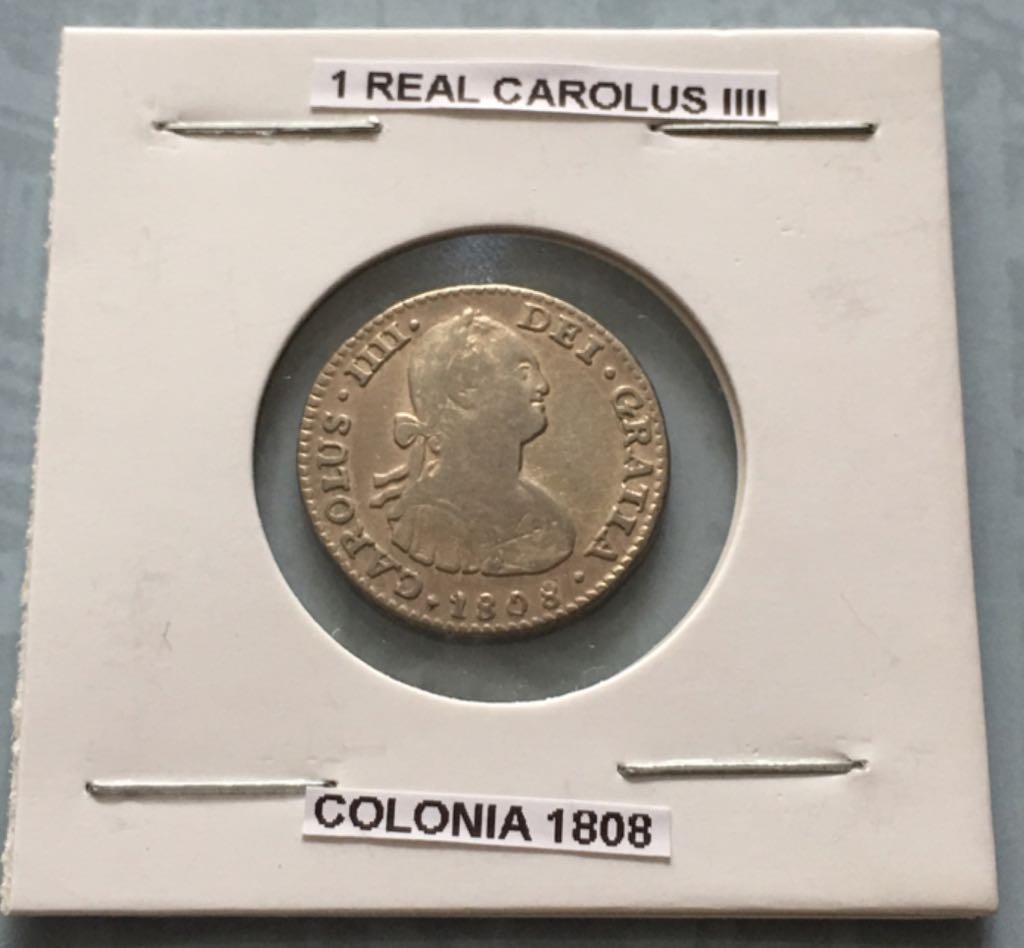 1 REAL CAROLUS IIII
CAROLUS · IIII · DEI · GRATIA ·
· 1808 ·
COLONIA 1808